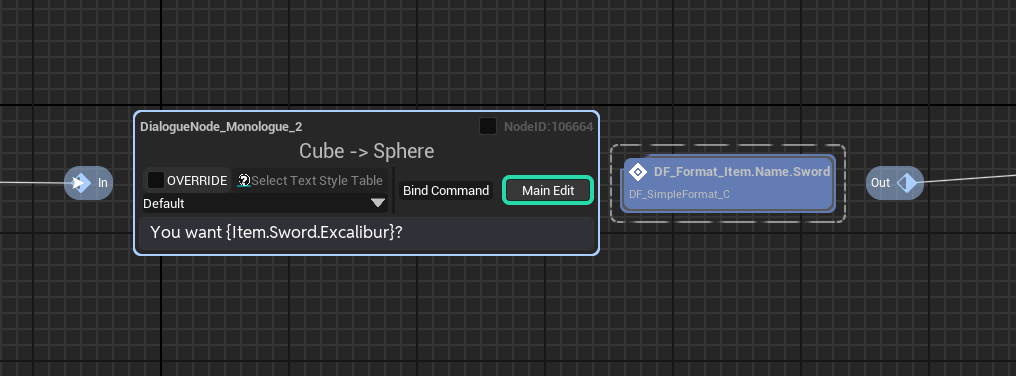 DialogueNode_Monologue_2
NodeID:106664
Cube -> Sphere
In
OVERRIDE
Select Text Style Table
Default
Bind Command
Main Edit
You want {Item.Sword.Excalibur}?
DF_Format_Item.Name.Sword
DF_SimpleFormat_C
Out